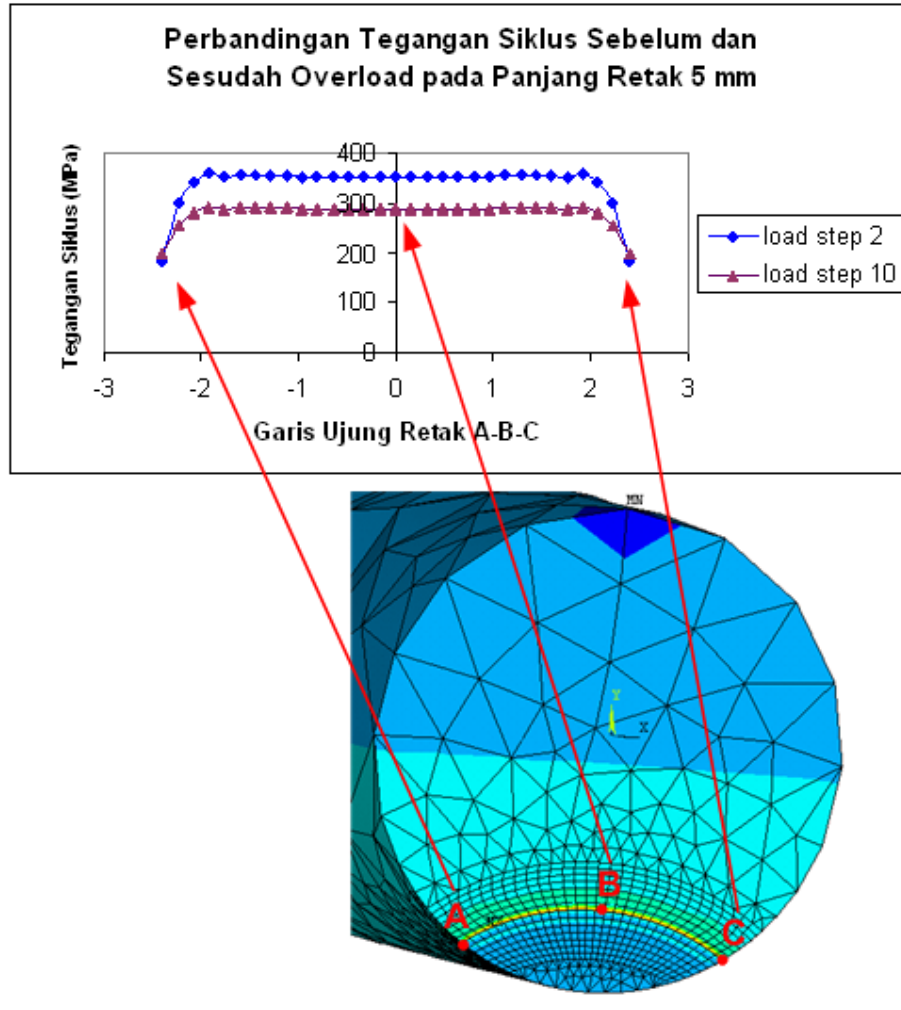 Perbandingan Tegangan Siklus Sebelum dan
Sesudah Overload pada Panjang Retak 5 mm
Tegangan Siklus (MPa)
400
300
200
100
0
-3 -2 -1 0 1 2 3
Garis Ujung Retak A-B-C
load step 2
load step 10
MN
Y
X
B
A
C